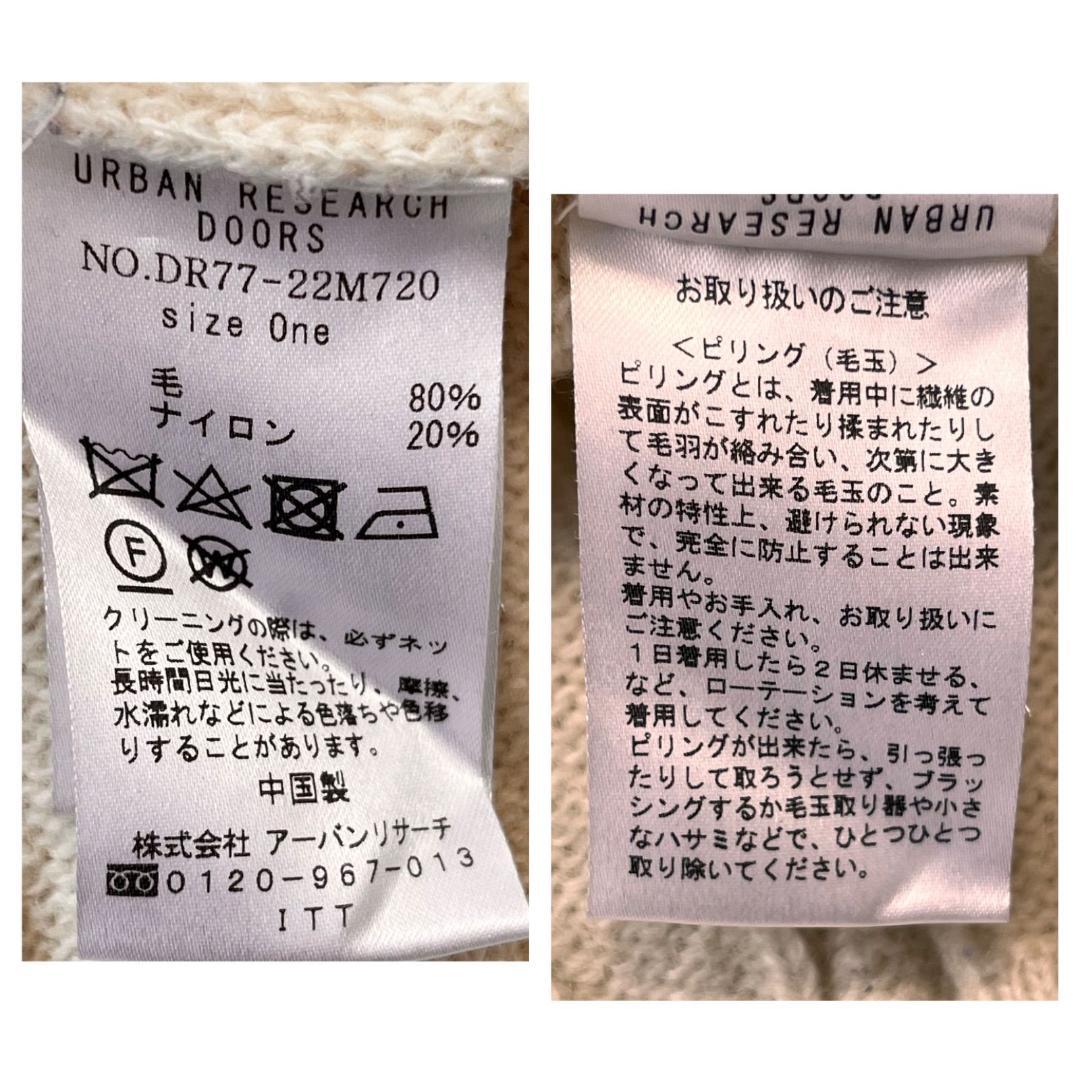 URBAN RESEARCH
DOORS
NO.DR77-22M720
size One
毛 80%
ナイロン 20%
F
W
クリーニングの際は、必ずネッ
トをご使用ください。
長時間日光に当たったり、摩擦、
水濡れなどによる色落ちや色移
りすることがあります。
中国製
株式会社 アーバンリサーチ
0120-967-013
ITT
URBAN RESEARCH
DOORS
お取り扱いのご注意
＜ピリング（毛玉）＞
ピリングとは、着用中に繊維の
表面がこすれたり揉まれたりし
て毛羽が絡み合い、次第に大き
くなって出来る毛玉のこと。素
材の特性上、避けられない現象
で、完全に防止することは出来
ません。
着用やお手入れ、お取り扱いに
ご注意ください。
1日着用したら2日休ませる、
など、ローテーションを考えて
着用してください。
ピリングが出来たら、引っ張っ
たりして取ろうとせず、ブラッ
シングするか毛玉取り器や小さ
なハサミなどで、ひとつひとつ
取り除いてください。